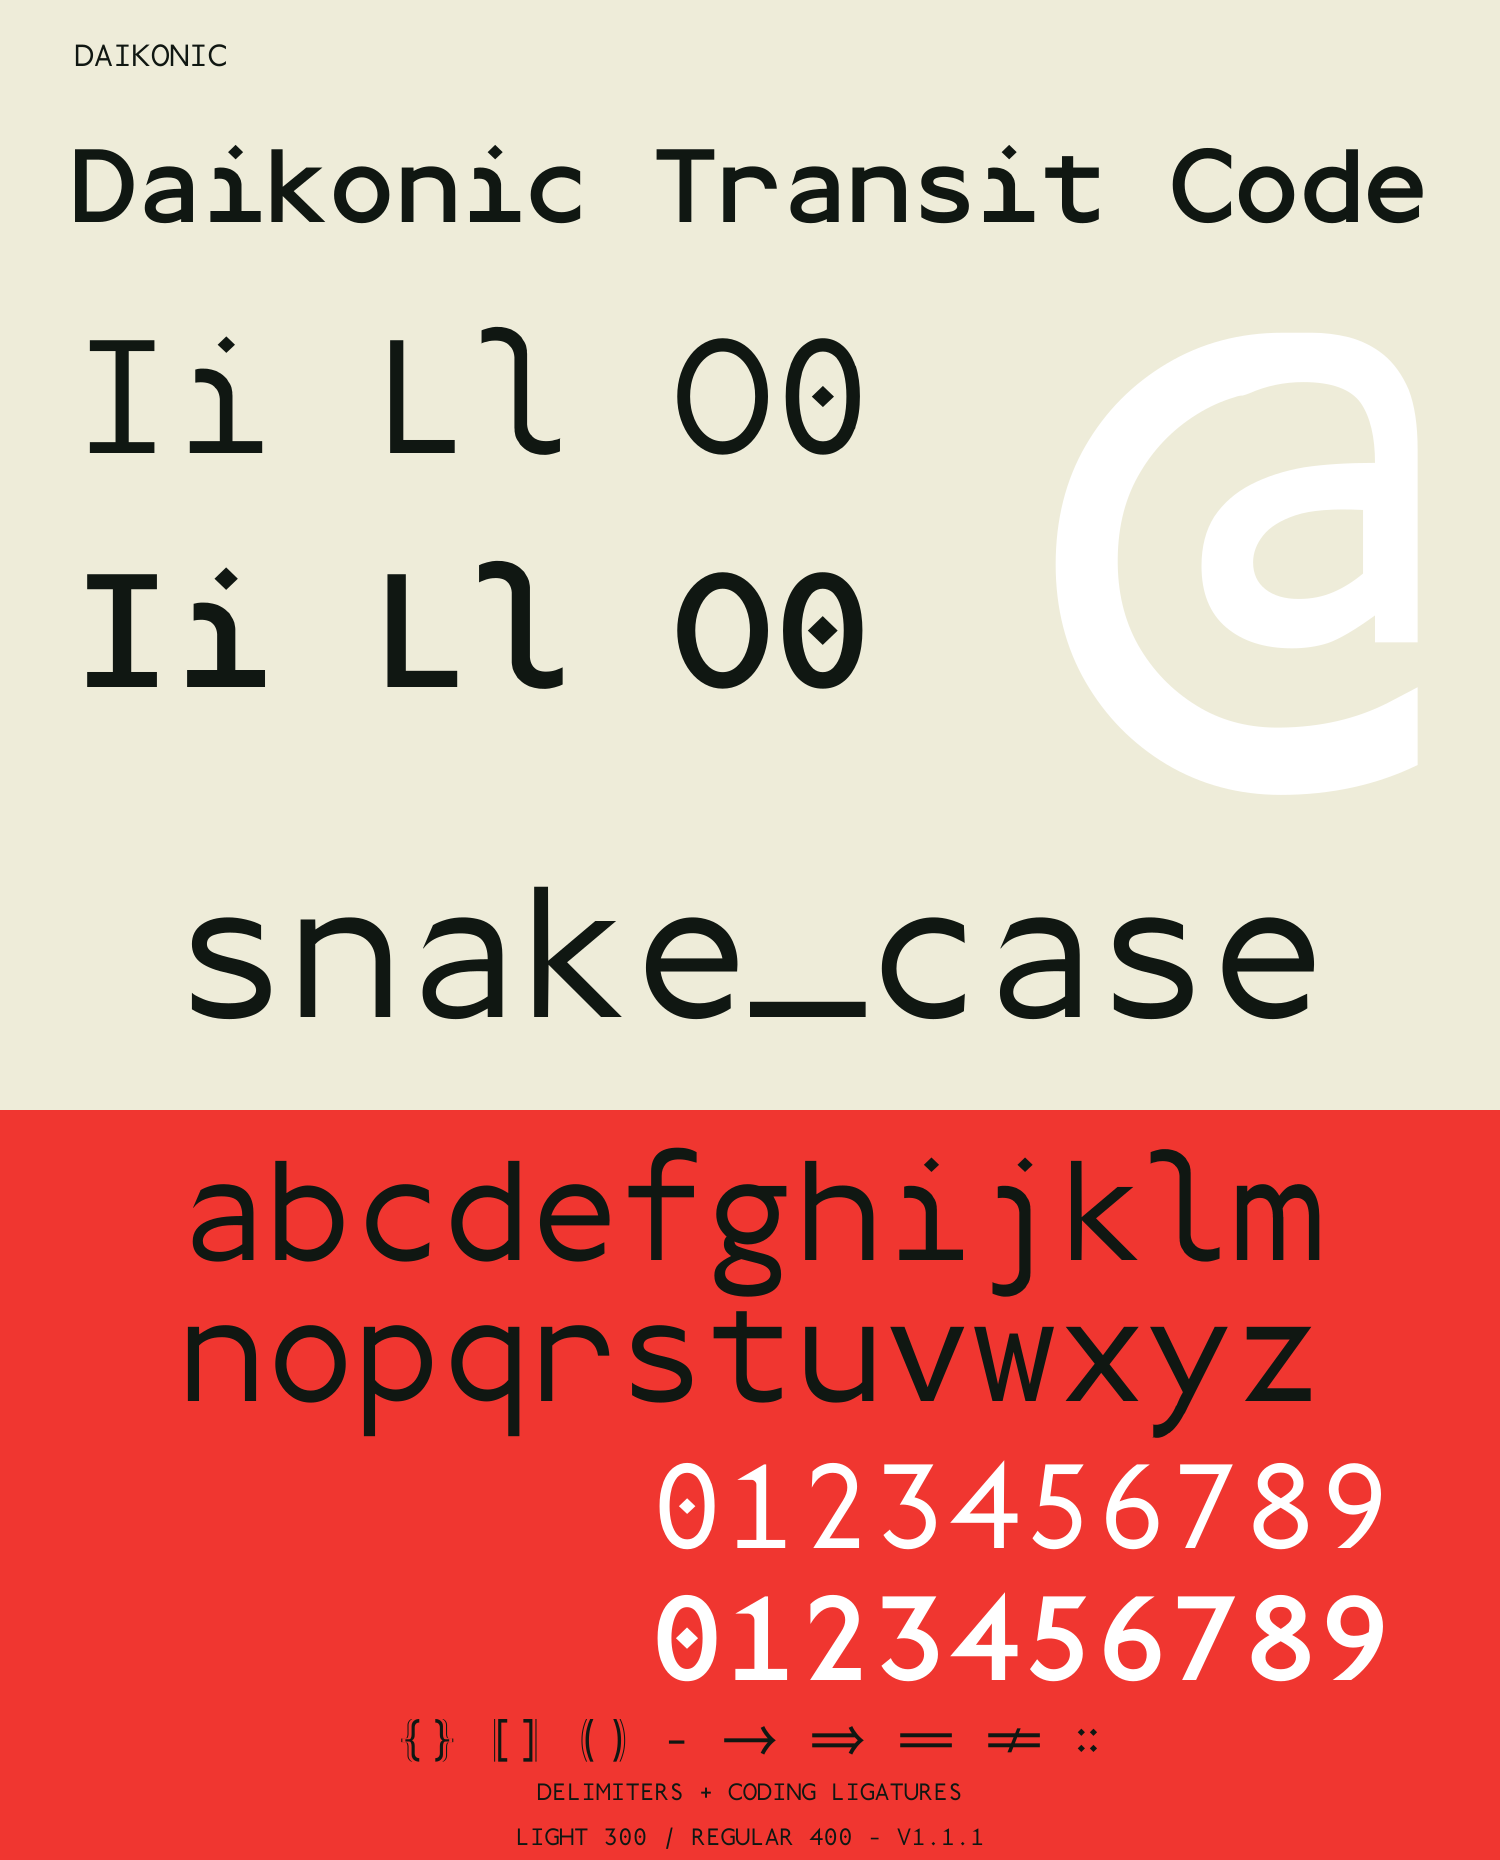 DAIKONIC
Daikonic Transit Code
Ii Ll O0
@
Ii Ll O0
snake_case
abcdefghijklm
nopqrstuvwxyz
0123456789
0123456789
{} [] () - → ⇒ == ≠ ::
DELIMITERS + CODING LIGATURES
LIGHT 300 / REGULAR 400 - V1.1.1